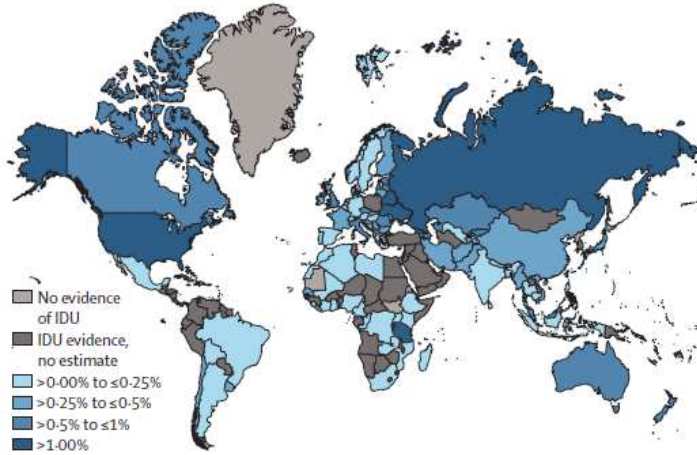 No evidence
of IDU
IDU evidence,
no estimate
>0·00% to ≤0·25%
>0·25% to ≤0·5%
>0·5% to ≤1%
>1·00%